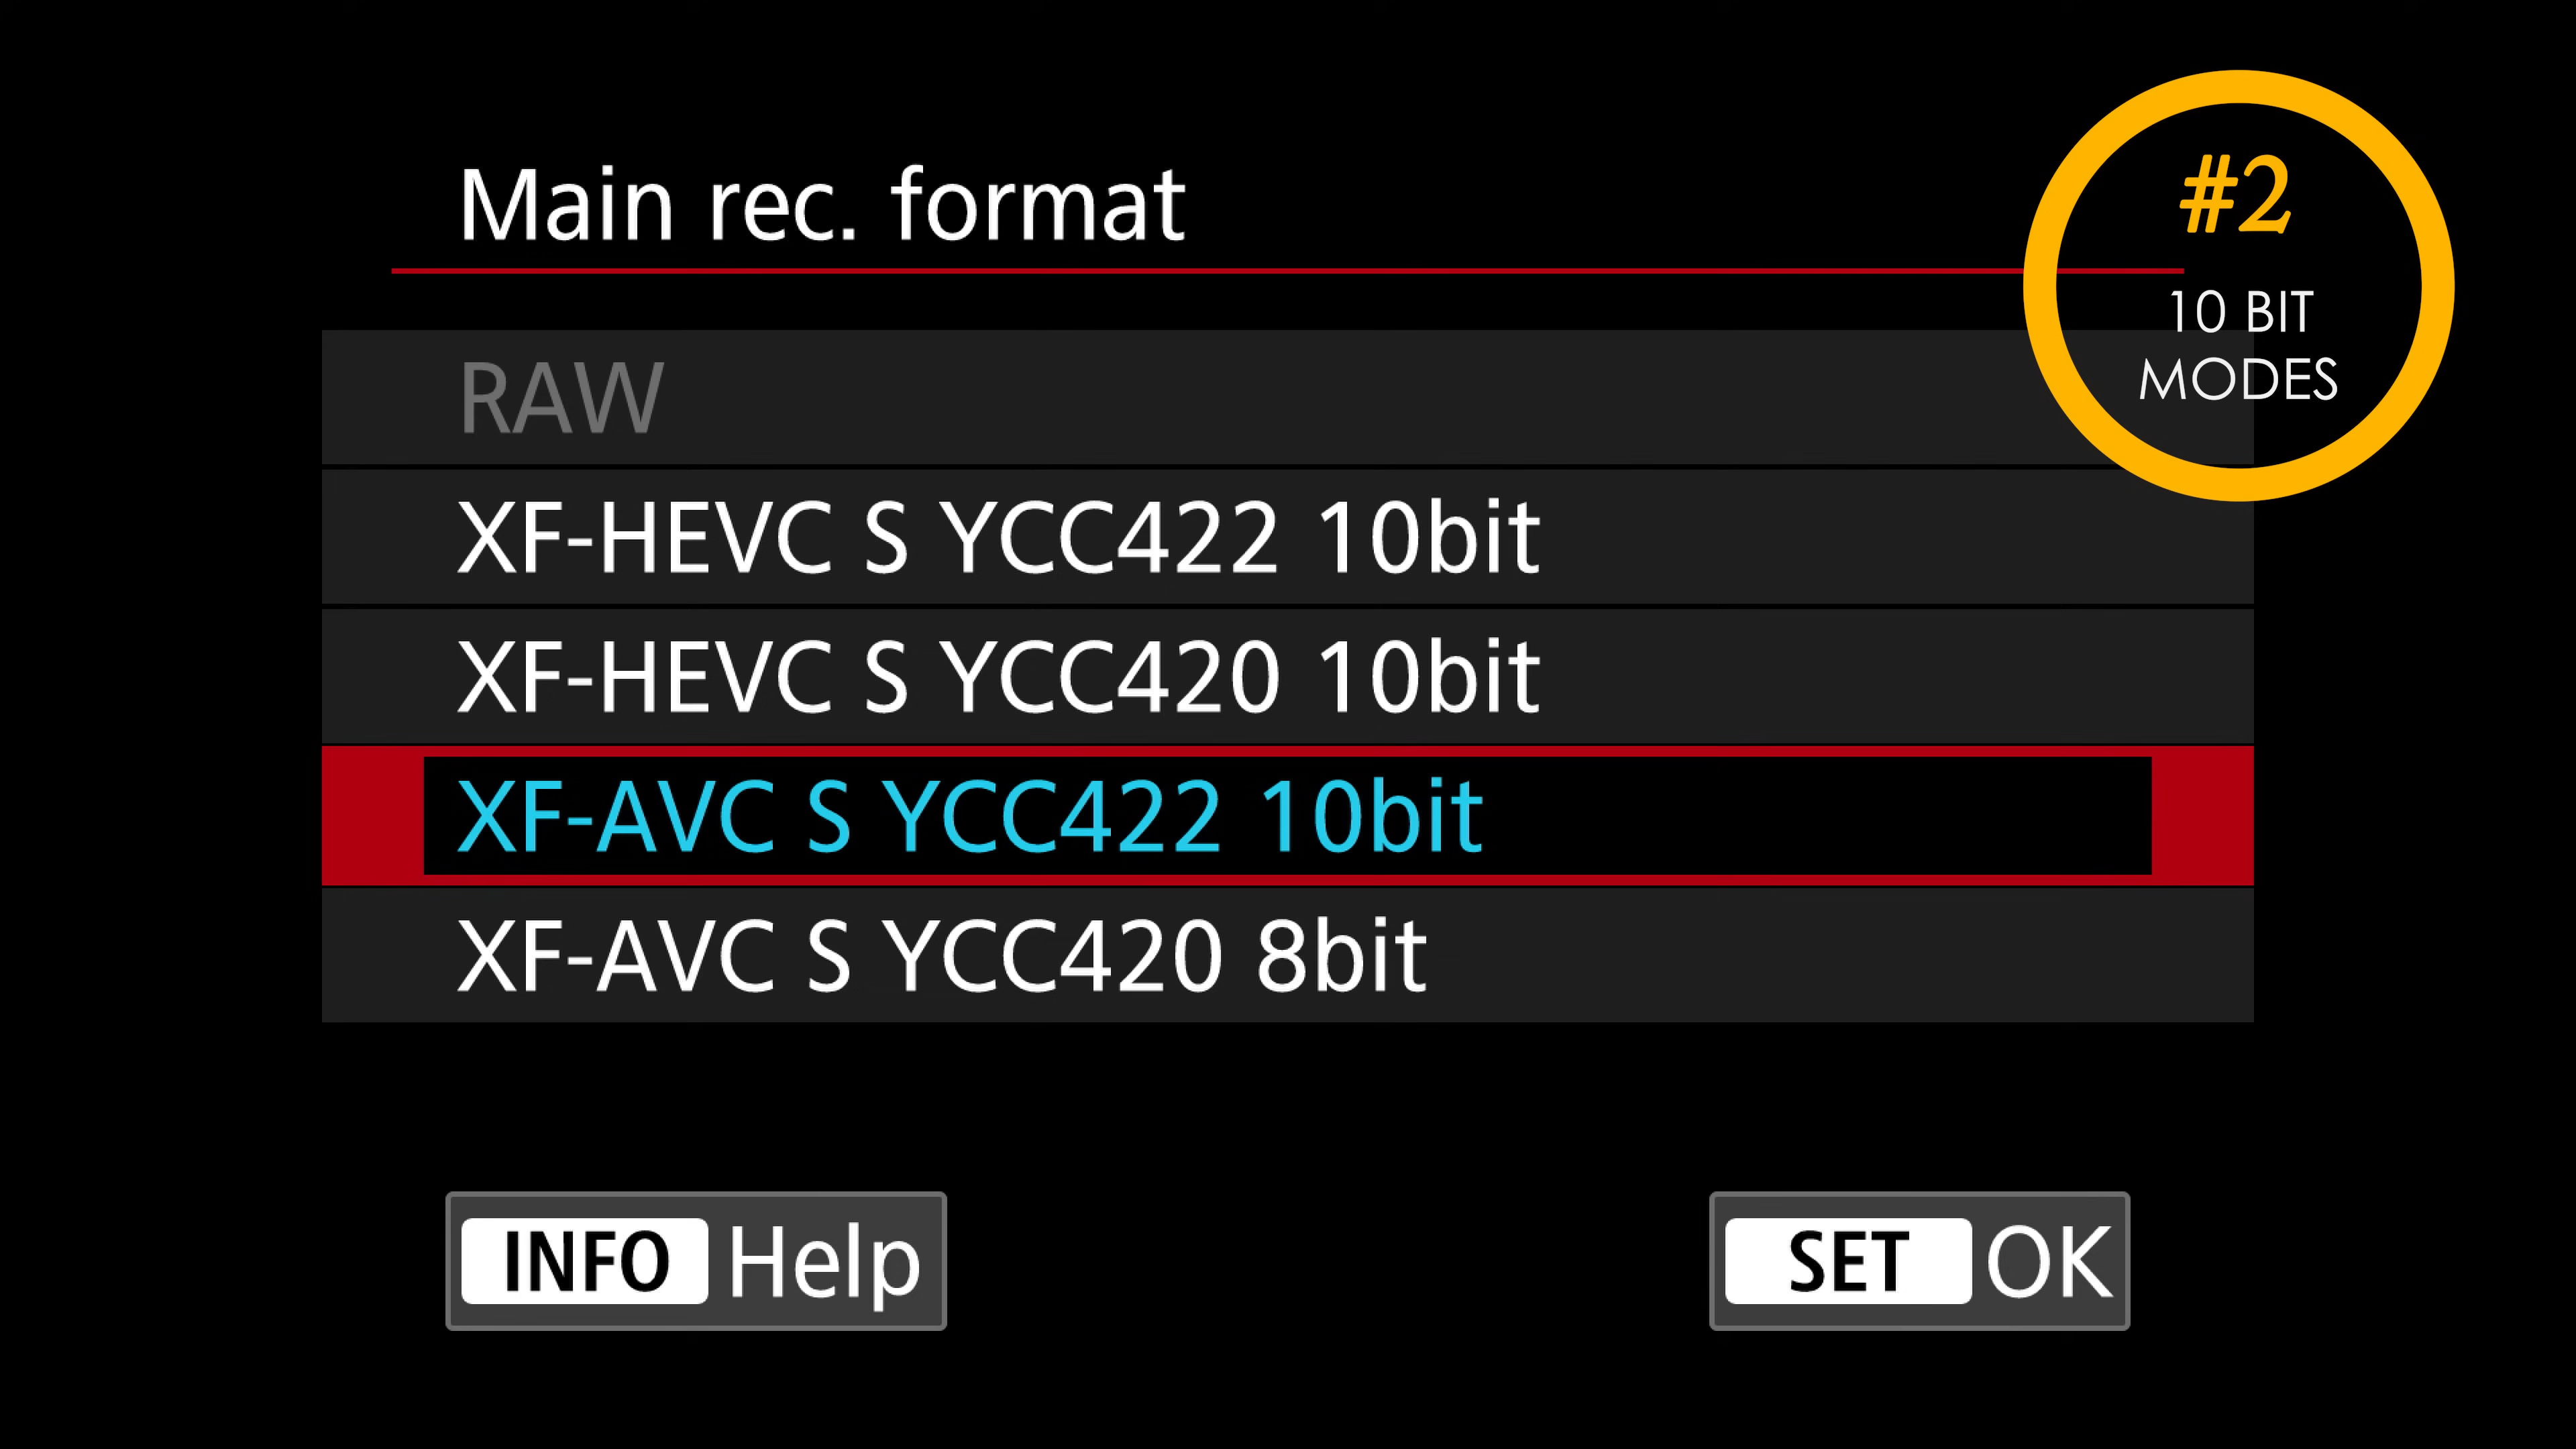 Main rec. format
#2
10 BIT
MODES
RAW
XF-HEVC S YCC422 10bit
XF-HEVC S YCC420 10bit
XF-AVC S YCC422 10bit
XF-AVC S YCC420 8bit
INFO Help
SET OK